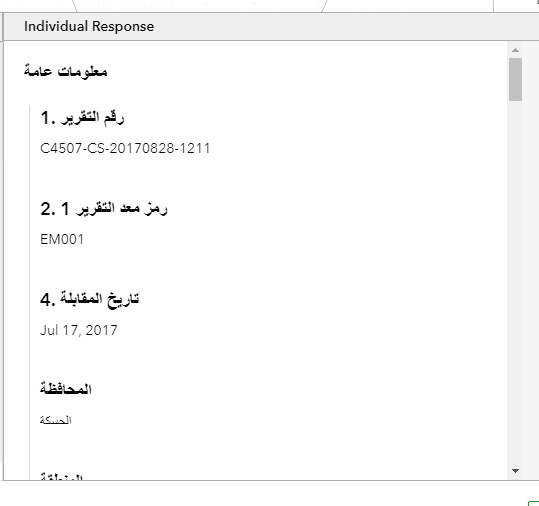 Individual Response
معلومات عامة
1. رقم التقرير
C4507-CS-20170828-1211
2. رمز معد التقرير 1
EM001
4. تاريخ المقابلة
Jul 17, 2017
المحافظة
الحسكة
المنطقة